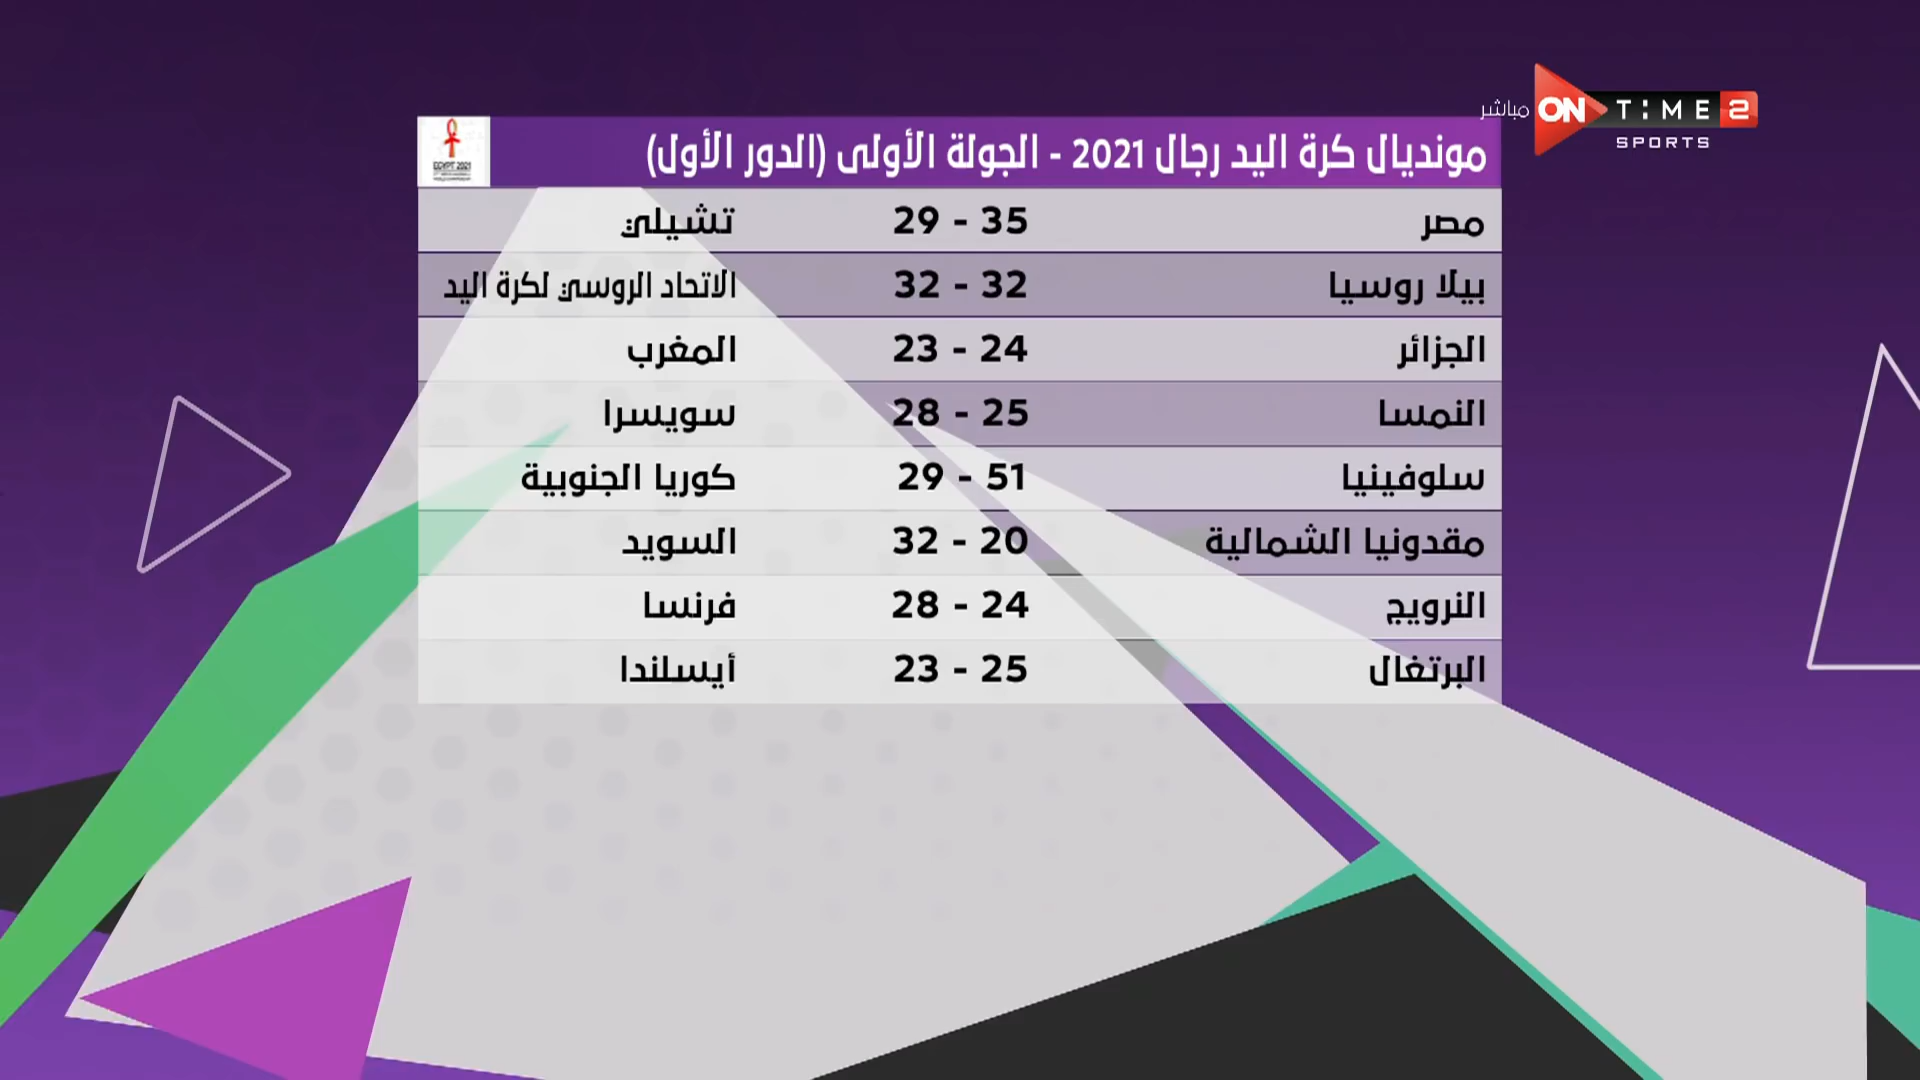 مباشر ON TIME 2
SPORTS
مونديال كرة اليد رجال 2021 - الجولة الأولى (الدور الأول)
EGYPT 2021
مصر 35 - 29 تشيلي
بيلا روسيا 32 - 32 الاتحاد الروسي لكرة اليد
الجزائر 24 - 23 المغرب
النمسا 25 - 28 سويسرا
سلوفينيا 51 - 29 كوريا الجنوبية
مقدونيا الشمالية 20 - 32 السويد
النرويج 24 - 28 فرنسا
البرتغال 25 - 23 أيسلندا